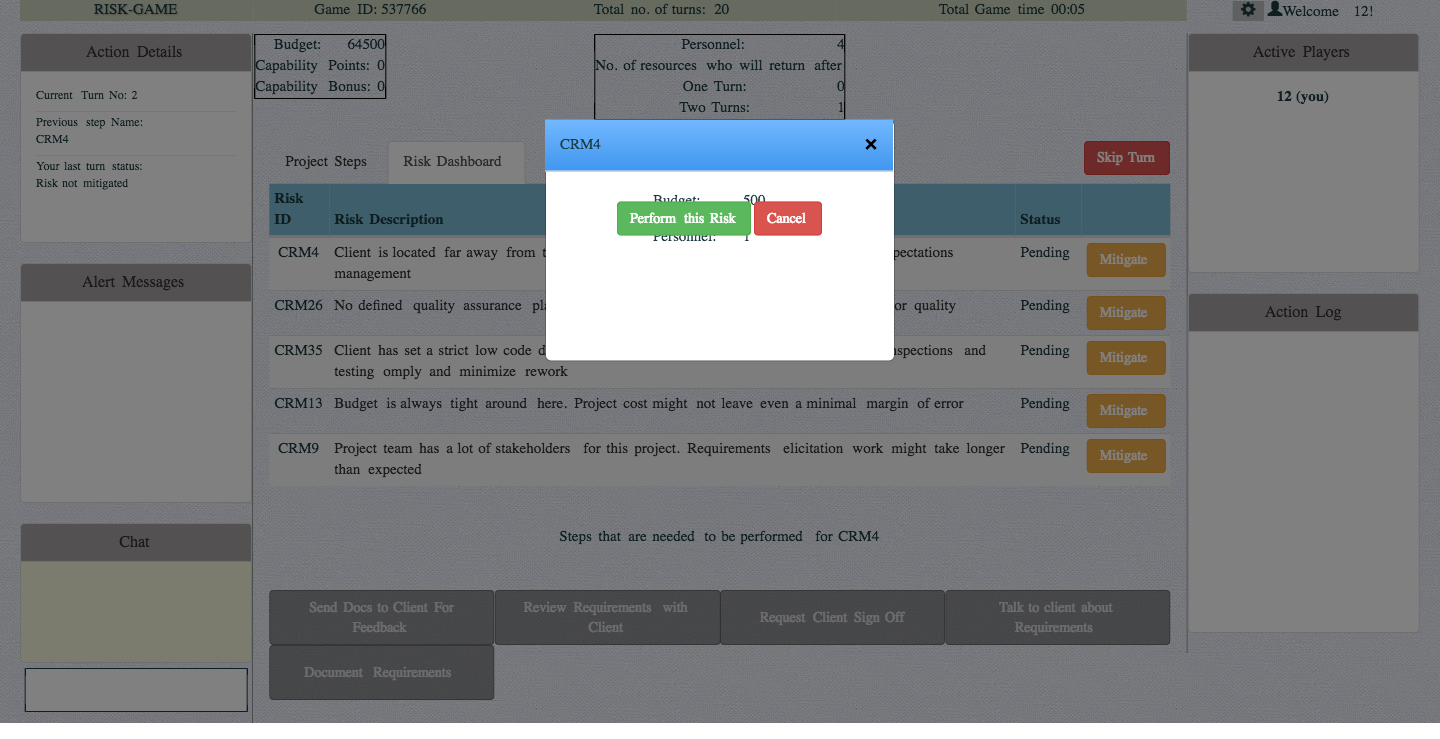 RISK-GAME Game ID: 537766 Total no. of turns: 20 Total Game time 00:05 Welcome 12!
Action Details
Current Turn No: 2
Previous step Name:
CRM4
Your last turn status:
Risk not mitigated
Alert Messages
Chat
Budget: 64500
Capability Points: 0
Capability Bonus: 0
Personnel: 4
No. of resources who will return after
One Turn: 0
Two Turns: 1
Project Steps Risk Dashboard Skip Turn
CRM4 ×
Budget: 500
Perform this Risk Cancel
Personnel: 1
Risk
ID Risk Description Status
CRM4 Client is located far away from t pectations Pending Mitigate
management
CRM26 No defined quality assurance pla or quality Pending Mitigate
CRM35 Client has set a strict low code d spections and Pending Mitigate
testing omply and minimize rework
CRM13 Budget is always tight around here. Project cost might not leave even a minimal margin of error Pending Mitigate
CRM9 Project team has a lot of stakeholders for this project. Requirements elicitation work might take longer Pending Mitigate
than expected
Steps that are needed to be performed for CRM4
Send Docs to Client For
Feedback
Review Requirements with
Client
Request Client Sign Off
Talk to client about
Requirements
Document Requirements
Active Players
12 (you)
Action Log